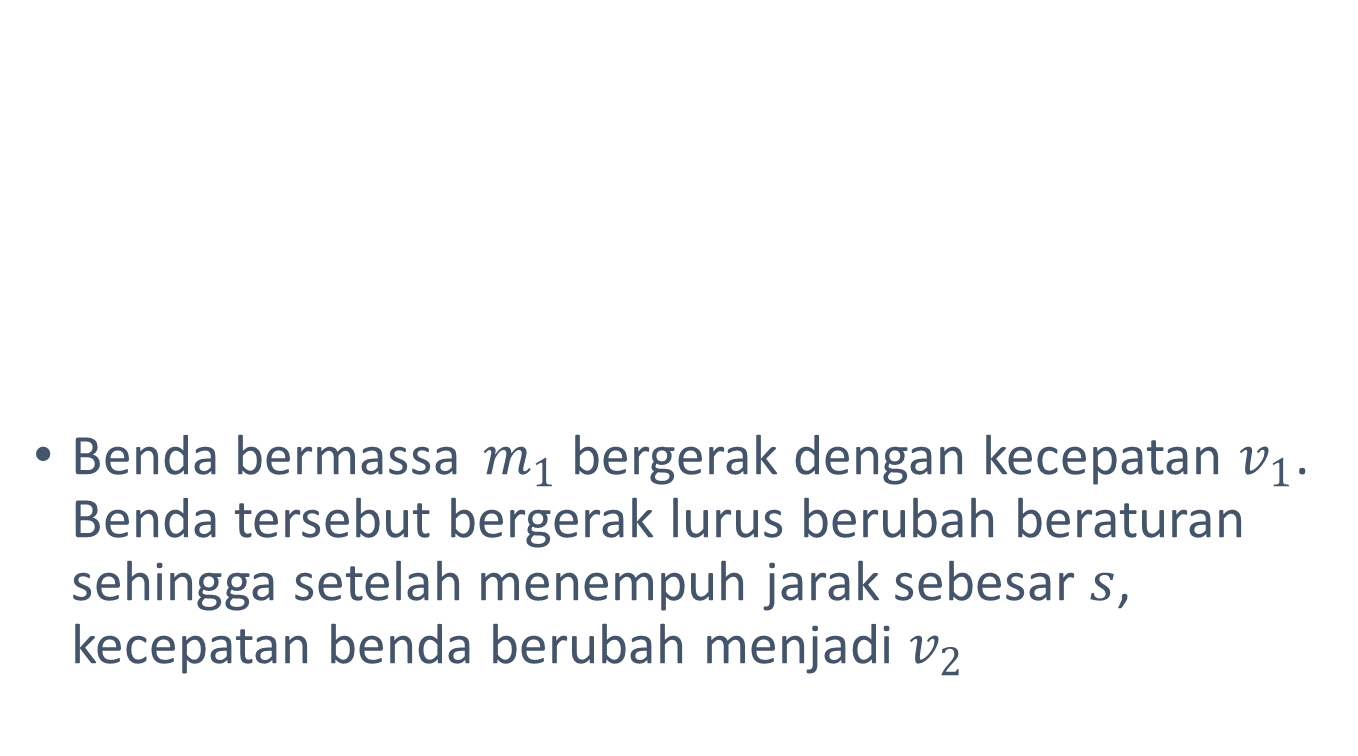 • Benda bermassa 𝑚₁ bergerak dengan kecepatan 𝑣₁.
Benda tersebut bergerak lurus berubah beraturan
sehingga setelah menempuh jarak sebesar 𝑠,
kecepatan benda berubah menjadi 𝑣₂